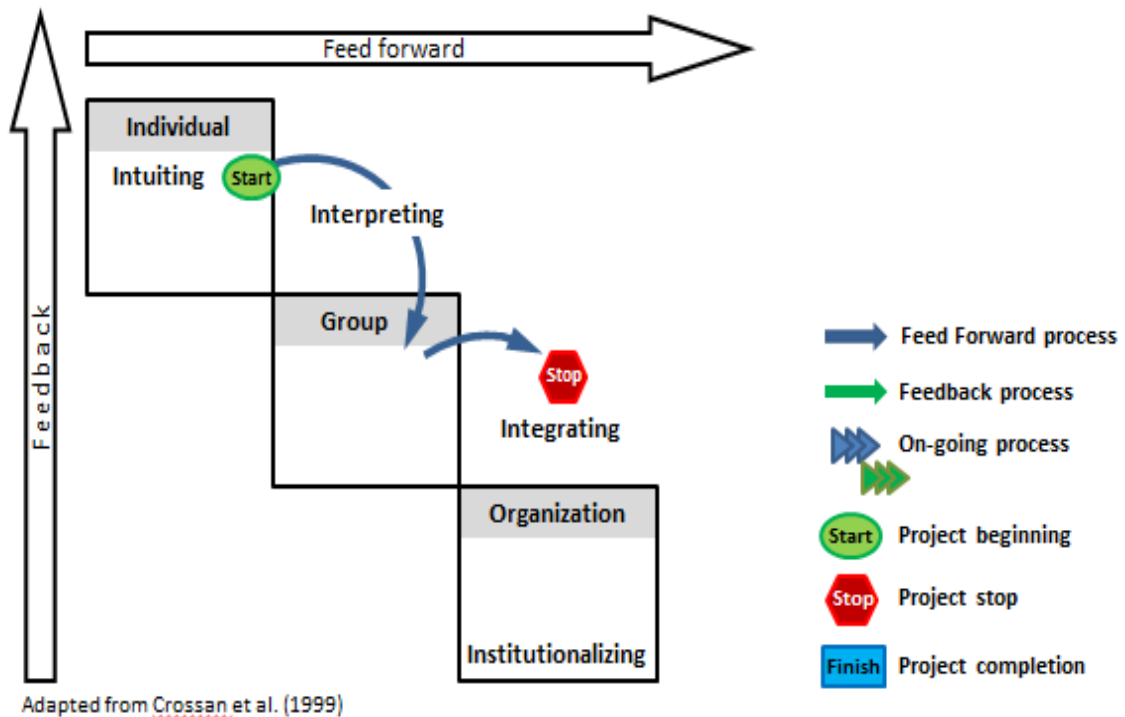 Feed forward
Feedback
Individual
Intuiting
Start
Interpreting
Group
Stop
Integrating
Organization
Institutionalizing
Feed Forward process
Feedback process
On-going process
Start
Project beginning
Stop
Project stop
Finish
Project completion
Adapted from Crossan et al. (1999)